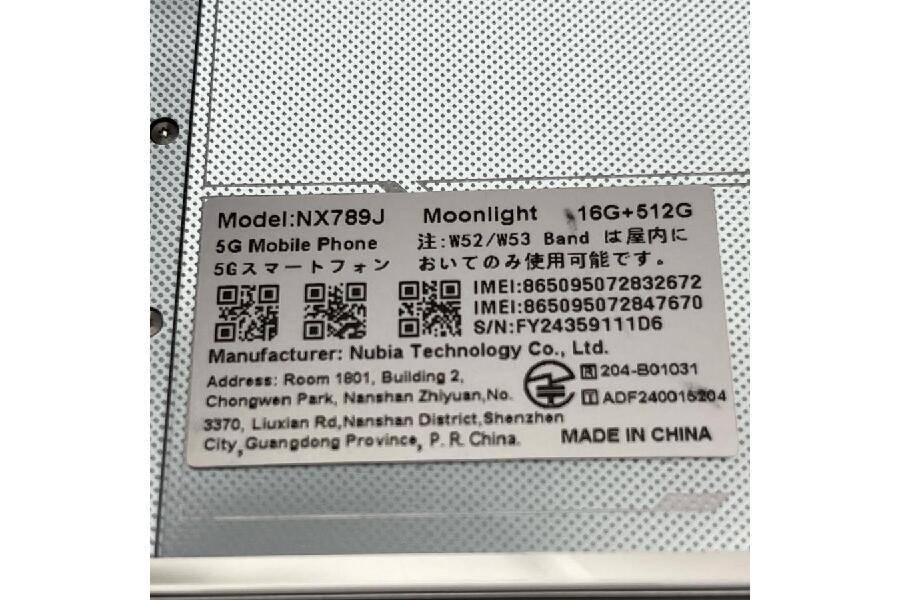 Model:NX789J Moonlight 16G+512G
5G Mobile Phone
5Gスマートフォン
注:W52/W53 Band は屋内に
おいてのみ使用可能です。
IMEI:865095072832672
IMEI:865095072847670
S/N:FY24359111D6
Manufacturer: Nubia Technology Co., Ltd.
Address: Room 1801, Building 2,
Chongwen Park, Nanshan Zhiyuan,No.
3370, Liuxian Rd,Nanshan District,Shenzhen
City,Guangdong Province, P. R. China.
R 204-B01031
T ADF240015204
MADE IN CHINA